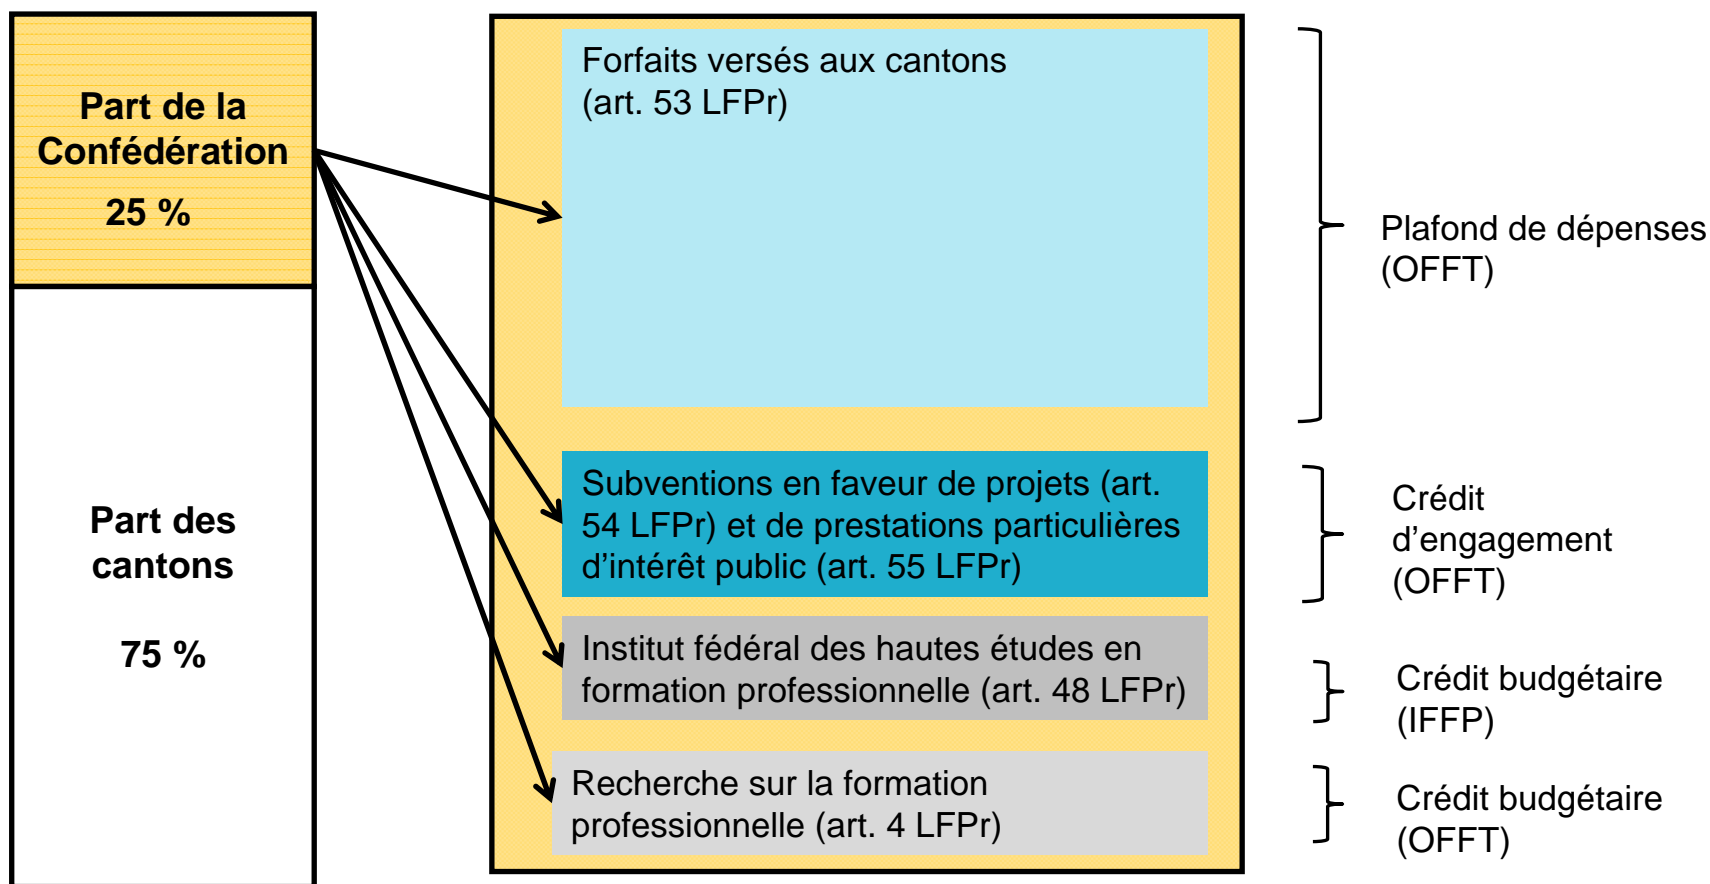 Part de la
Confédération
25 %
Part des
cantons
75 %
Forfaits versés aux cantons
(art. 53 LFPr)
Subventions en faveur de projets (art.
54 LFPr) et de prestations particulières
d’intérêt public (art. 55 LFPr)
Institut fédéral des hautes études en
formation professionnelle (art. 48 LFPr)
Recherche sur la formation
professionnelle (art. 4 LFPr)
Plafond de dépenses
(OFFT)
Crédit
d’engagement
(OFFT)
Crédit budgétaire
(IFFP)
Crédit budgétaire
(OFFT)